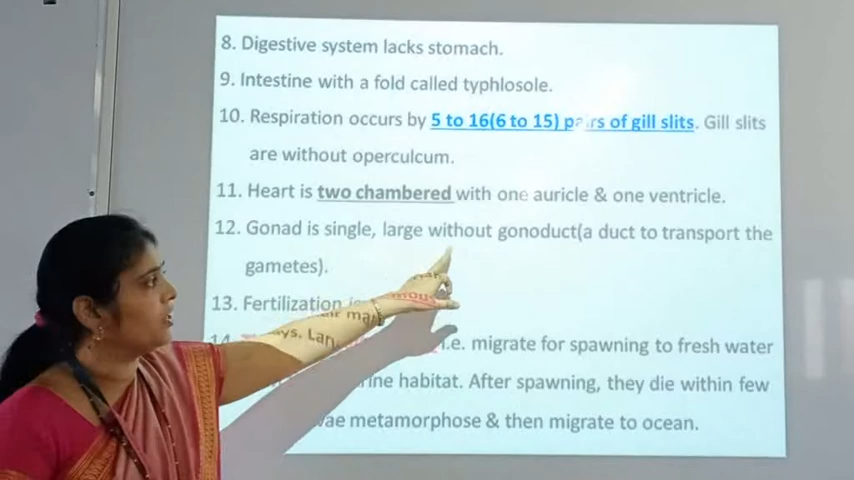 8. Digestive system lacks stomach.
9. Intestine with a fold called typhlosole.
10. Respiration occurs by 5 to 16(6 to 15) pairs of gill slits. Gill slits
are without operculcum.
11. Heart is two chambered with one auricle & one ventricle.
12. Gonad is single, large without gonoduct(a duct to transport the
gametes).
13. Fertilization
14. i.e. migrate for spawning to fresh water
habitat. After spawning, they die within few
metamorphose & then migrate to ocean.